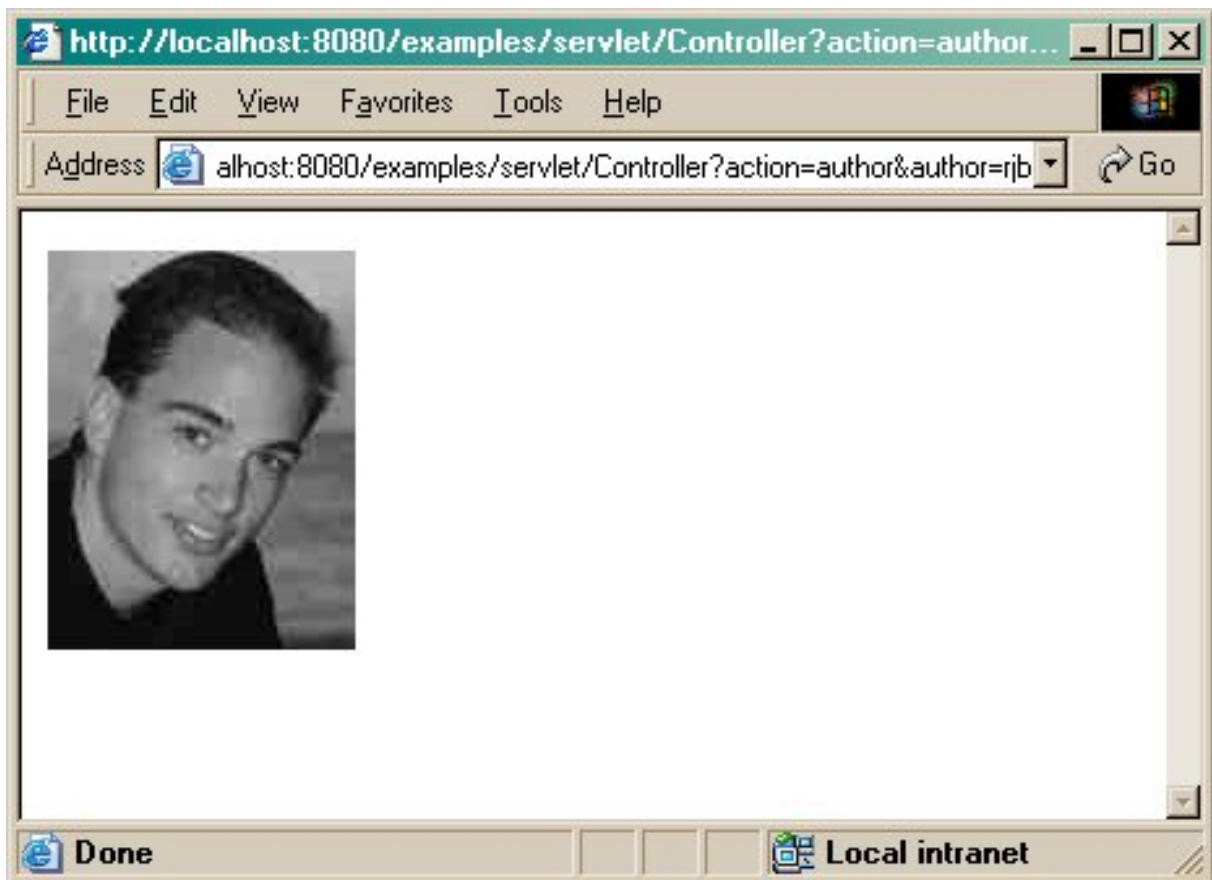 http://localhost:8080/examples/servlet/Controller?action=author...
File Edit View Favorites Tools Help
Address alhost:8080/examples/servlet/Controller?action=author&author=rjb Go
Done Local intranet